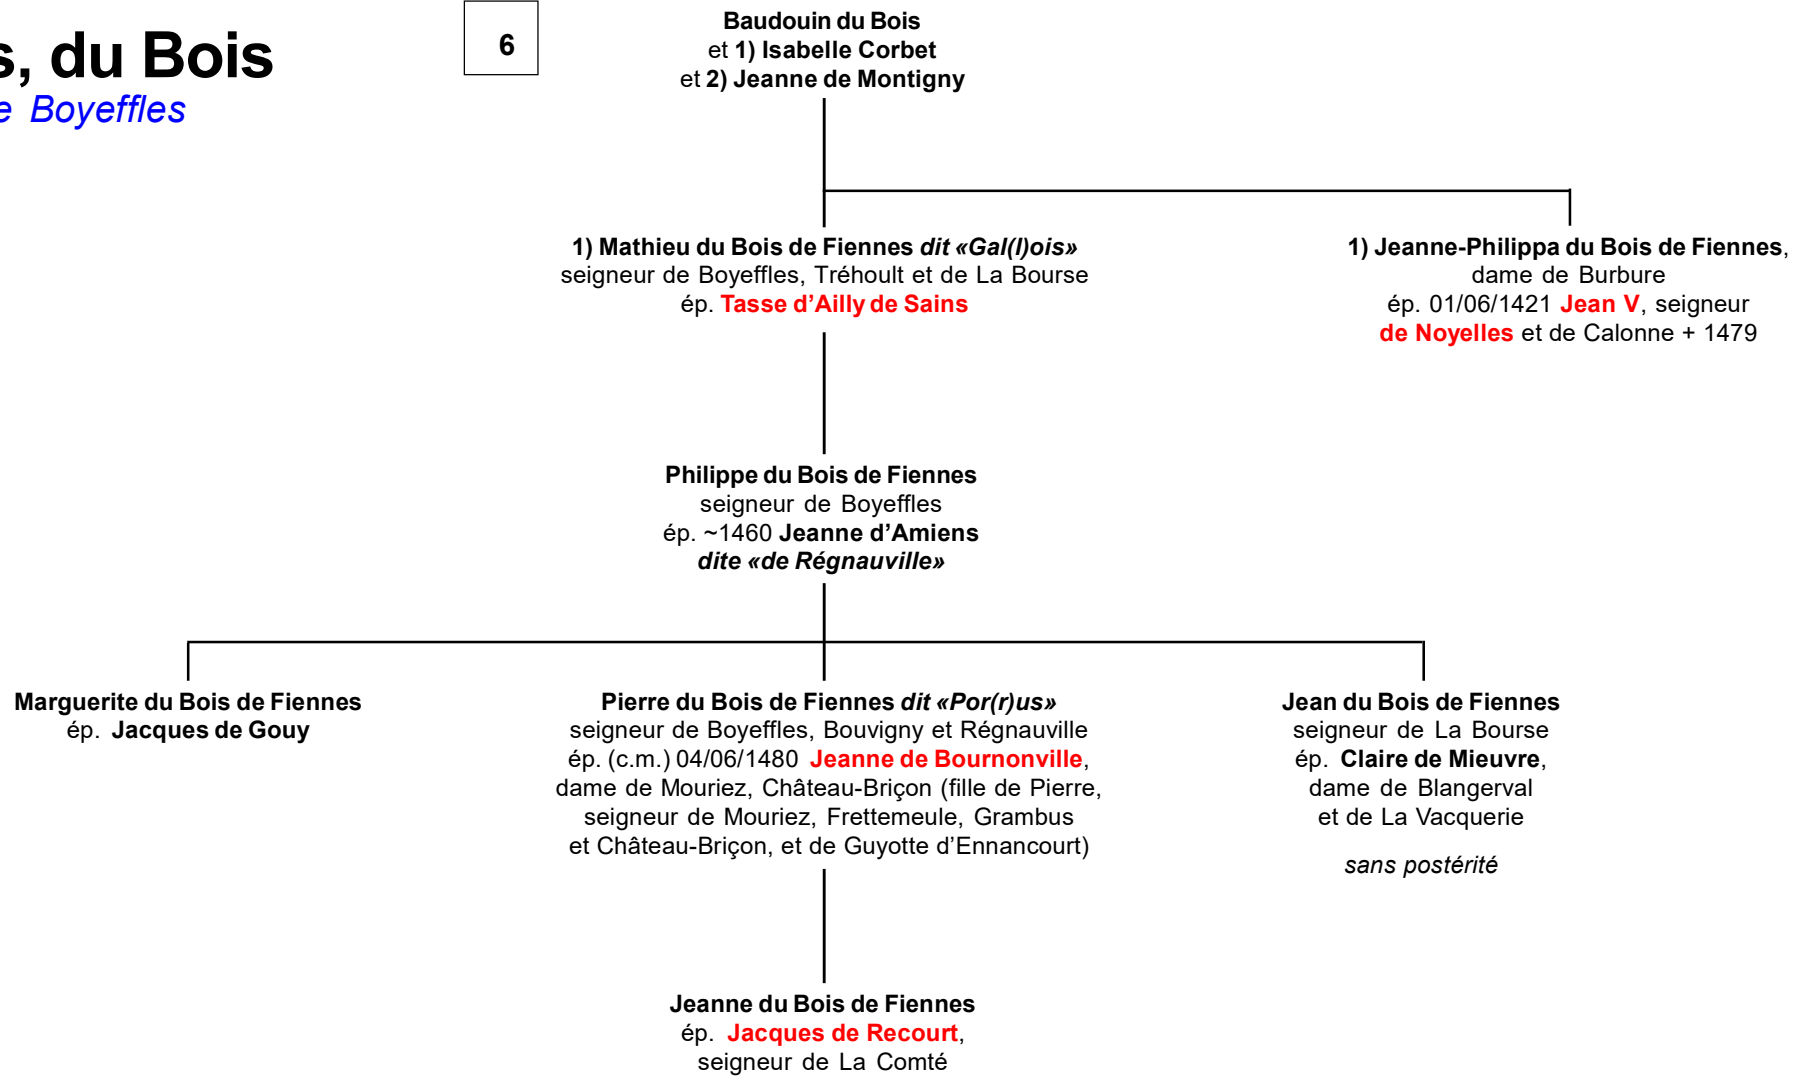 s, du Bois
e Boyeffles
6
Baudouin du Bois
et 1) Isabelle Corbet
et 2) Jeanne de Montigny
1) Mathieu du Bois de Fiennes dit «Gal(l)ois»
seigneur de Boyeffles, Tréhoult et de La Bourse
ép. Tasse d’Ailly de Sains
1) Jeanne-Philippa du Bois de Fiennes,
dame de Burbure
ép. 01/06/1421 Jean V, seigneur
de Noyelles et de Calonne + 1479
Philippe du Bois de Fiennes
seigneur de Boyeffles
ép. ~1460 Jeanne d’Amiens
dite «de Régnauville»
Marguerite du Bois de Fiennes
ép. Jacques de Gouy
Pierre du Bois de Fiennes dit «Por(r)us»
seigneur de Boyeffles, Bouvigny et Régnauville
ép. (c.m.) 04/06/1480 Jeanne de Bournonville,
dame de Mouriez, Château-Briçon (fille de Pierre,
seigneur de Mouriez, Frettemeule, Grambus
et Château-Briçon, et de Guyotte d’Ennancourt)
Jean du Bois de Fiennes
seigneur de La Bourse
ép. Claire de Mieuvre,
dame de Blangerval
et de La Vacquerie
sans postérité
Jeanne du Bois de Fiennes
ép. Jacques de Recourt,
seigneur de La Comté